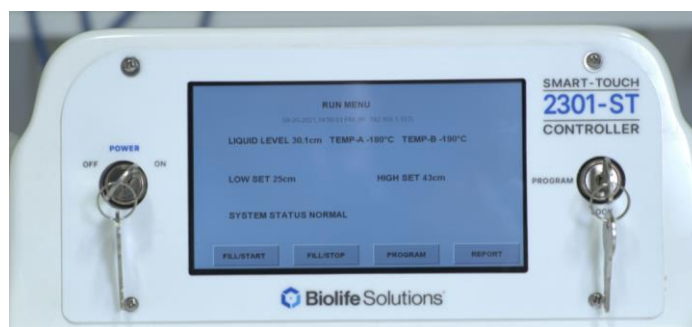 RUN MENU
LIQUID LEVEL 30.1cm TEMP-A -180°C TEMP-B -190°C
LOW SET 25cm HIGH SET 43cm
SYSTEM STATUS NORMAL
FILL/START FILL/STOP PROGRAM REPORT
POWER
OFF ON
SMART-TOUCH
2301-ST
CONTROLLER
PROGRAM
LOCK
Biolife Solutions